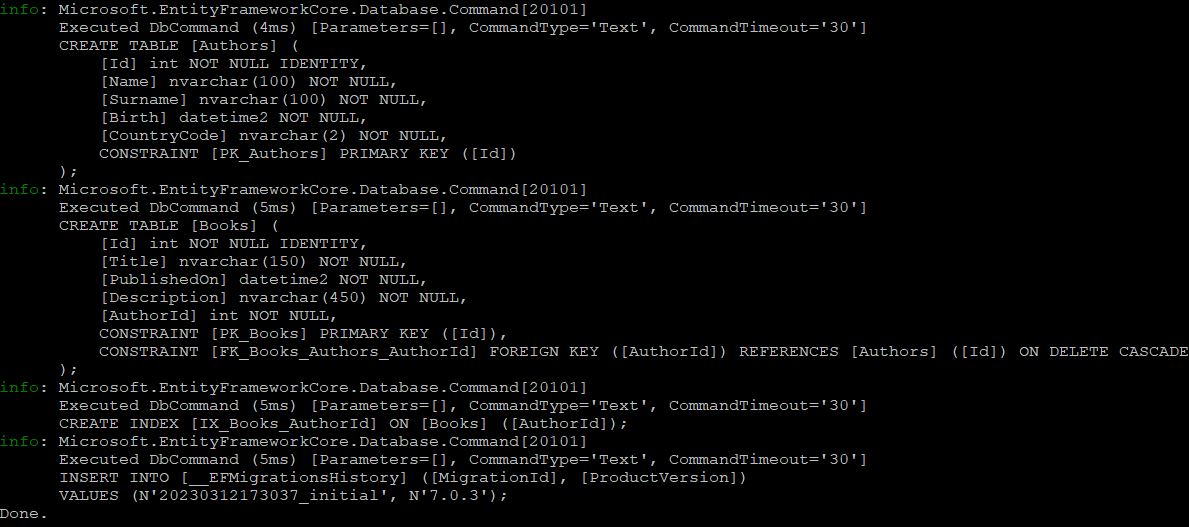 info: Microsoft.EntityFrameworkCore.Database.Command[20101]
      Executed DbCommand (4ms) [Parameters=[], CommandType='Text', CommandTimeout='30']
      CREATE TABLE [Authors] (
          [Id] int NOT NULL IDENTITY,
          [Name] nvarchar(100) NOT NULL,
          [Surname] nvarchar(100) NOT NULL,
          [Birth] datetime2 NOT NULL,
          [CountryCode] nvarchar(2) NOT NULL,
          CONSTRAINT [PK_Authors] PRIMARY KEY ([Id])
      );
info: Microsoft.EntityFrameworkCore.Database.Command[20101]
      Executed DbCommand (5ms) [Parameters=[], CommandType='Text', CommandTimeout='30']
      CREATE TABLE [Books] (
          [Id] int NOT NULL IDENTITY,
          [Title] nvarchar(150) NOT NULL,
          [PublishedOn] datetime2 NOT NULL,
          [Description] nvarchar(450) NOT NULL,
          [AuthorId] int NOT NULL,
          CONSTRAINT [PK_Books] PRIMARY KEY ([Id]),
          CONSTRAINT [FK_Books_Authors_AuthorId] FOREIGN KEY ([AuthorId]) REFERENCES [Authors] ([Id]) ON DELETE CASCADE
      );
info: Microsoft.EntityFrameworkCore.Database.Command[20101]
      Executed DbCommand (5ms) [Parameters=[], CommandType='Text', CommandTimeout='30']
      CREATE INDEX [IX_Books_AuthorId] ON [Books] ([AuthorId]);
info: Microsoft.EntityFrameworkCore.Database.Command[20101]
      Executed DbCommand (5ms) [Parameters=[], CommandType='Text', CommandTimeout='30']
      INSERT INTO [__EFMigrationsHistory] ([MigrationId], [ProductVersion])
      VALUES (N'20230312173037_initial', N'7.0.3');
Done.